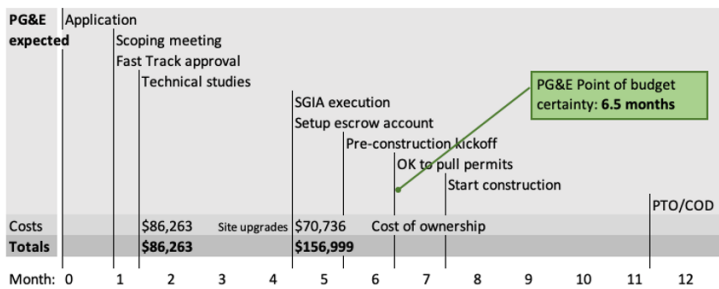 PG&E Application
expected Scoping meeting
Fast Track approval
Technical studies
PG&E Point of budget
certainty: 6.5 months
SGIA execution
Setup escrow account
Pre-construction kickoff
OK to pull permits
Start construction
PTO/COD
Costs $86,263 Site upgrades $70,736 Cost of ownership
Totals $86,263 $156,999
Month: 0 1 2 3 4 5 6 7 8 9 10 11 12